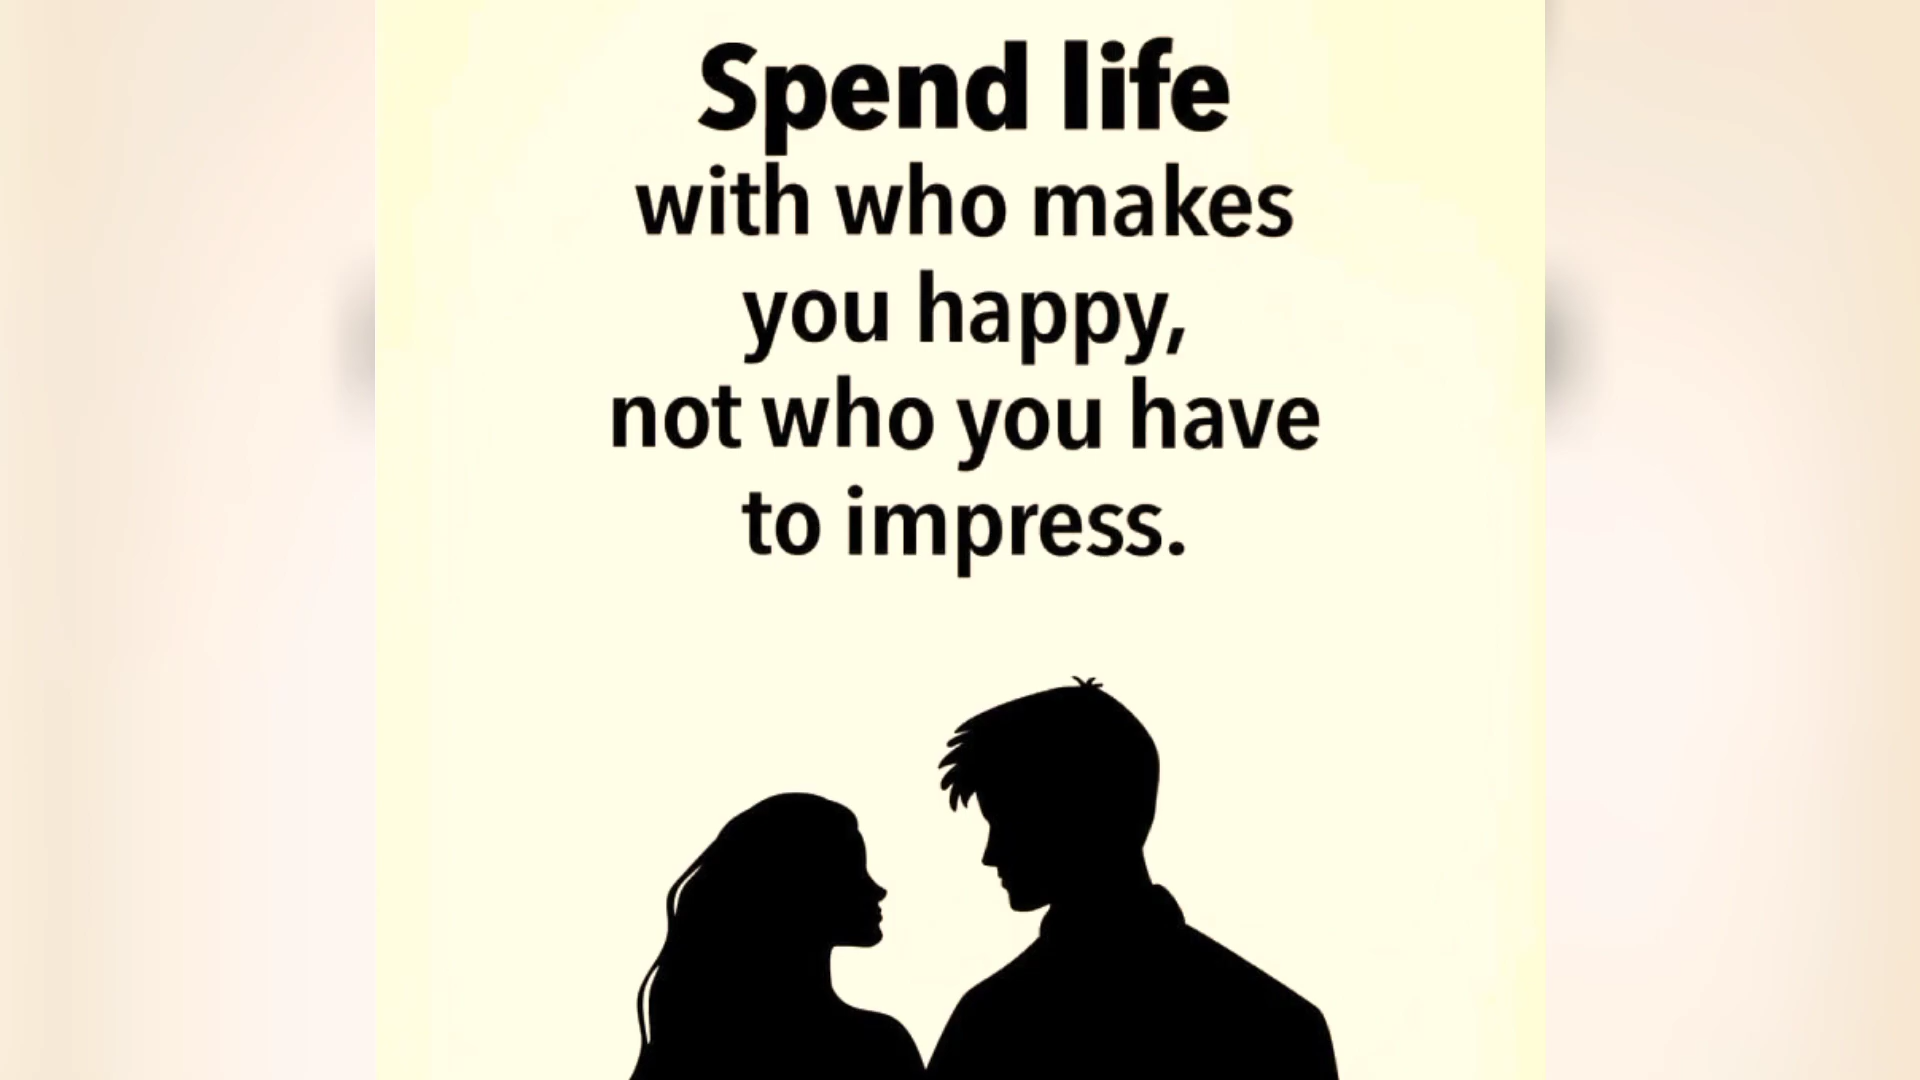 Spend life
with who makes
you happy,
not who you have
to impress.